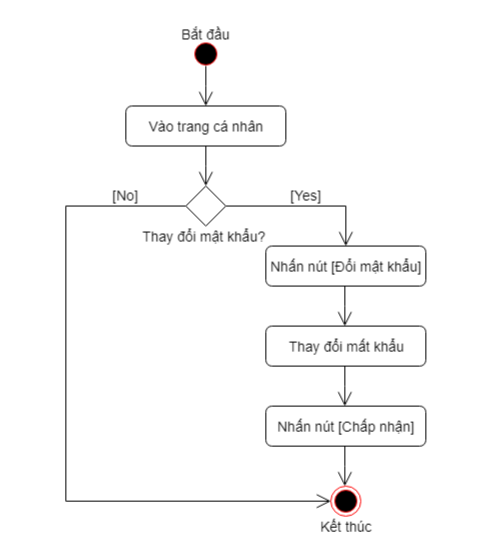 Bắt đầu
Vào trang cá nhân
[No]
[Yes]
Thay đổi mật khẩu?
Nhấn nút [Đổi mật khẩu]
Thay đổi mất khẩu
Nhấn nút [Chấp nhận]
Kết thúc